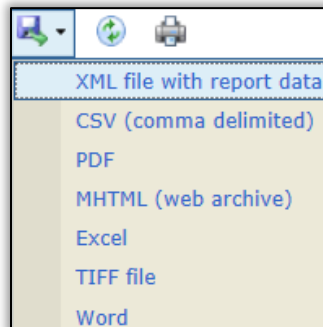 XML file with report data
CSV (comma delimited)
PDF
MHTML (web archive)
Excel
TIFF file
Word